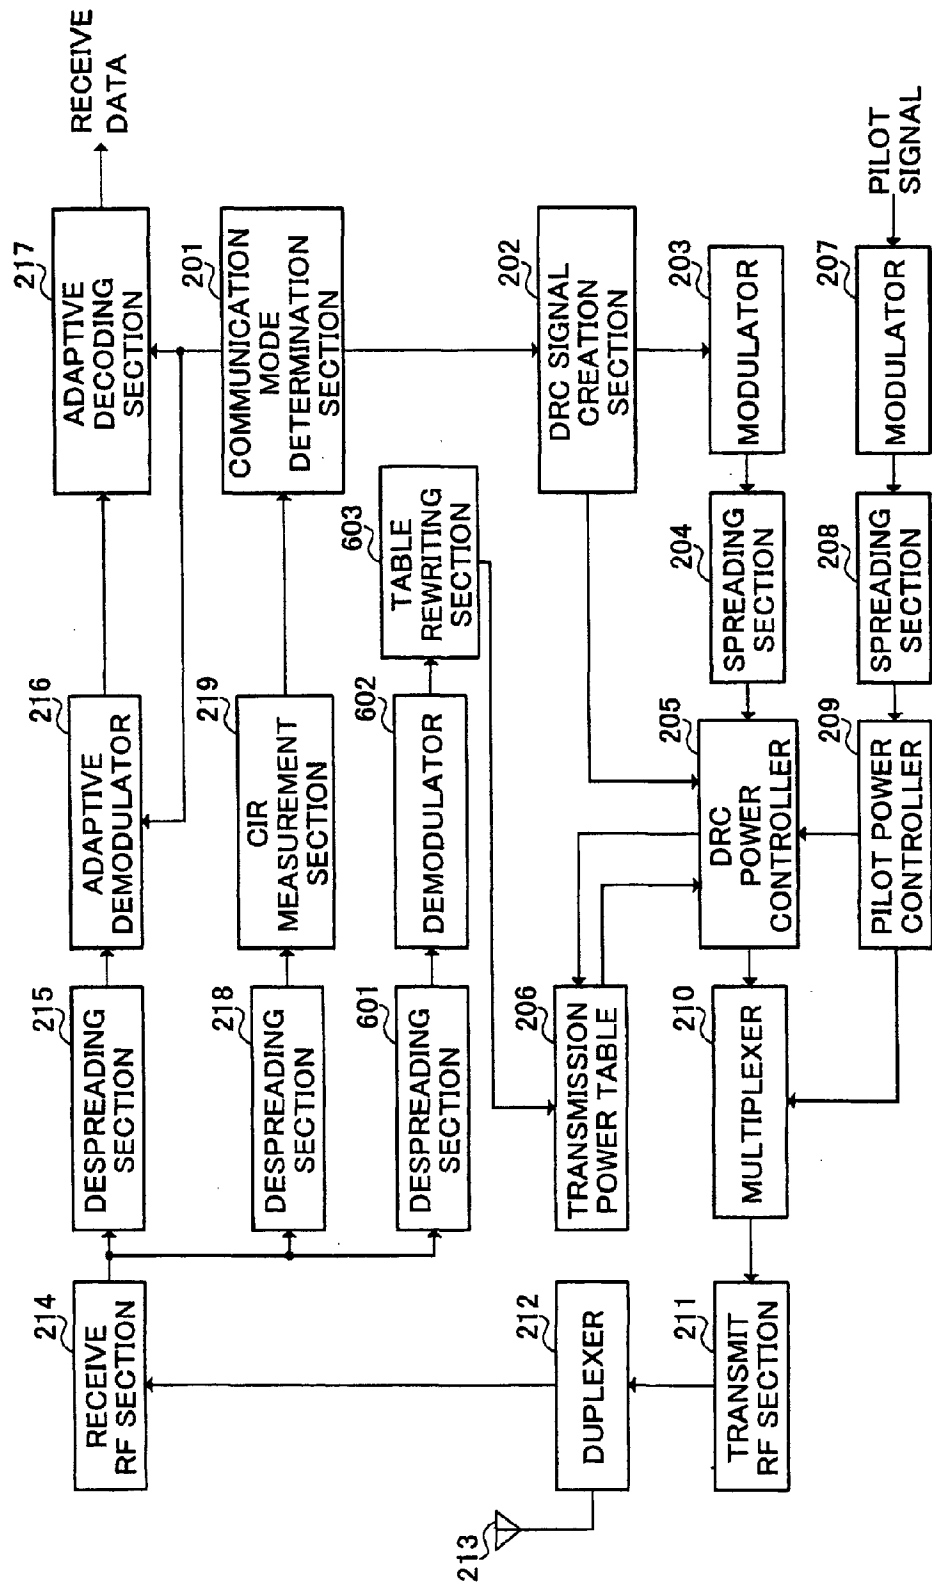 214
RECEIVE
RF SECTION
215
DESPREADING
SECTION
216
ADAPTIVE
DEMODULATOR
217
ADAPTIVE
DECODING
SECTION
RECEIVE
DATA
218
DESPREADING
SECTION
219
CIR
MEASUREMENT
SECTION
201
COMMUNICATION
MODE
DETERMINATION
SECTION
601
DESPREADING
SECTION
602
DEMODULATOR
603
TABLE
REWRITING
SECTION
213
212
DUPLEXER
206
TRANSMISSION
POWER TABLE
202
DRC SIGNAL
CREATION
SECTION
211
TRANSMIT
RF SECTION
210
MULTIPLEXER
205
DRC
POWER
CONTROLLER
204
SPREADING
SECTION
203
MODULATOR
209
PILOT POWER
CONTROLLER
208
SPREADING
SECTION
207
MODULATOR
PILOT
SIGNAL